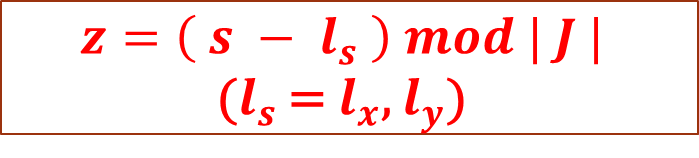 z = ( s − l_s ) mod | J |
(l_s = l_x, l_y)